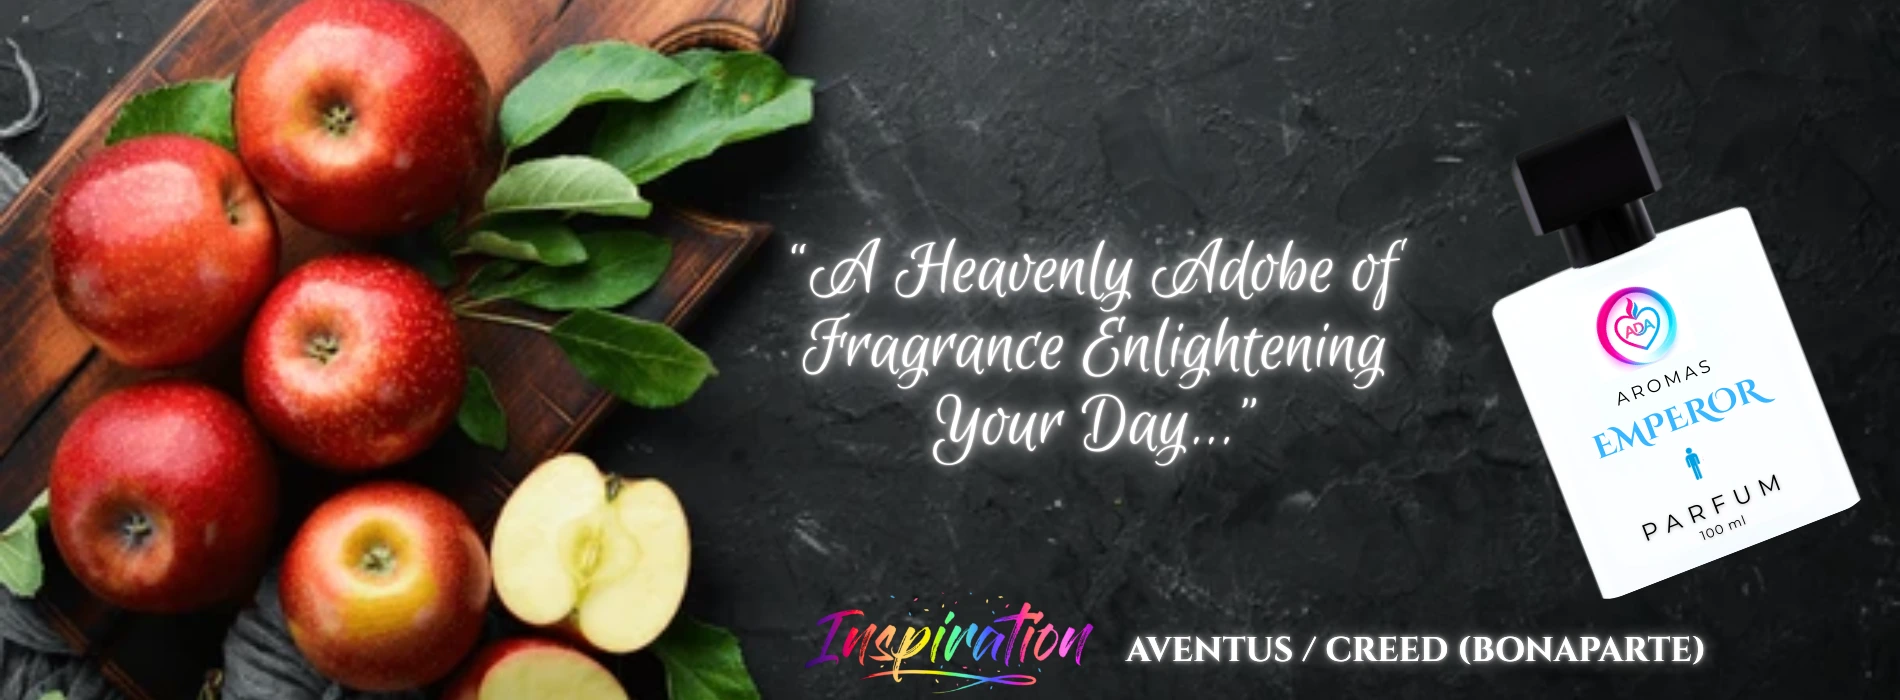 “A Heavenly Adobe of
Fragrance Enlightening
Your Day...”
ADA
AROMAS
EMPEROR
PARFUM
100 ml
Inspiration
AVENTUS / CREED (BONAPARTE)